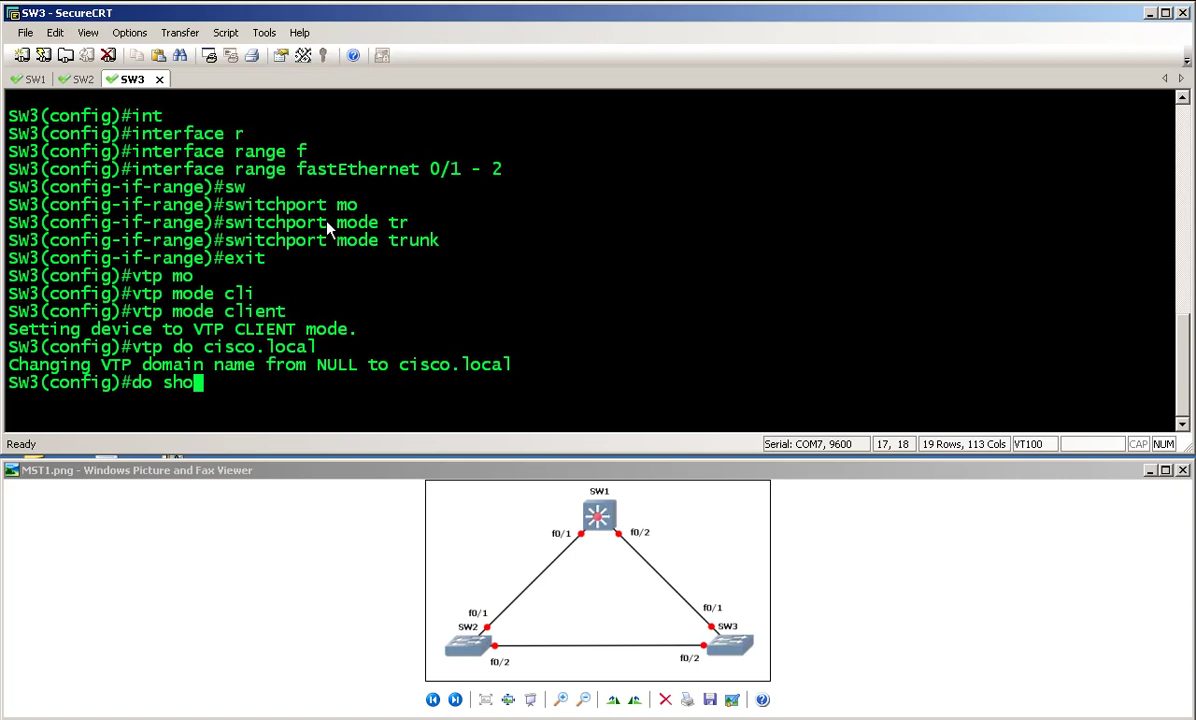 SW3 - SecureCRT
File Edit View Options Transfer Script Tools Help
SW1 SW2 SW3
SW3(config)#int
SW3(config)#interface r
SW3(config)#interface range f
SW3(config)#interface range fastEthernet 0/1 - 2
SW3(config-if-range)#sw
SW3(config-if-range)#switchport mo
SW3(config-if-range)#switchport mode tr
SW3(config-if-range)#switchport mode trunk
SW3(config-if-range)#exit
SW3(config)#vtp mo
SW3(config)#vtp mode cli
SW3(config)#vtp mode client
Setting device to VTP CLIENT mode.
SW3(config)#vtp do cisco.local
Changing VTP domain name from NULL to cisco.local
SW3(config)#do sho
Ready Serial: COM7, 9600 17, 18 19 Rows, 113 Cols VT100 CAP NUM
MST1.png - Windows Picture and Fax Viewer
SW1
f0/1 f0/2
f0/1 f0/1
SW2 SW3
f0/2 f0/2